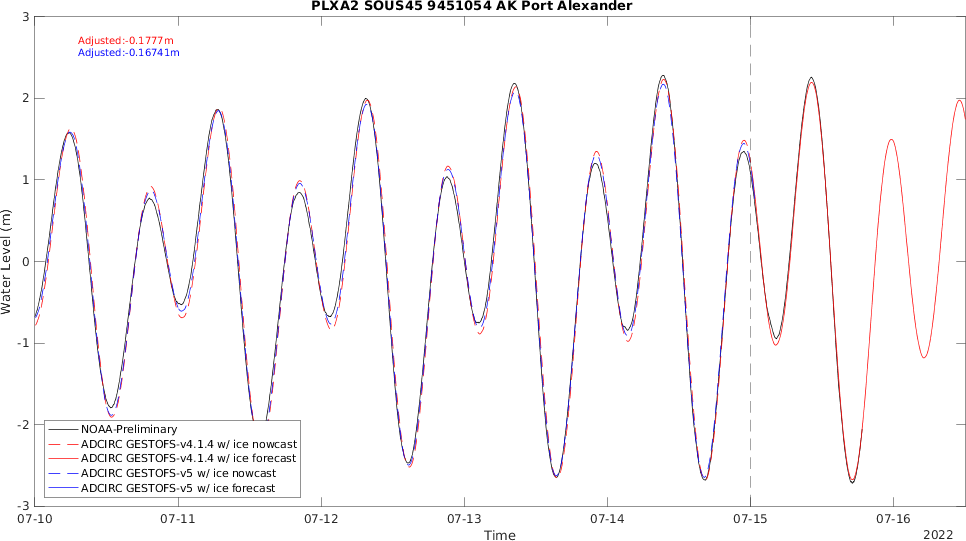 PLXA2 SOUS45 9451054 AK Port Alexander
Adjusted:-0.1777m
Adjusted:-0.16741m
3
2
1
0
-1
-2
-3
Water Level (m)
NOAA-Preliminary
ADCIRC GESTOFS-v4.1.4 w/ ice nowcast
ADCIRC GESTOFS-v4.1.4 w/ ice forecast
ADCIRC GESTOFS-v5 w/ ice nowcast
ADCIRC GESTOFS-v5 w/ ice forecast
07-10 07-11 07-12 07-13 07-14 07-15 07-16
Time
2022